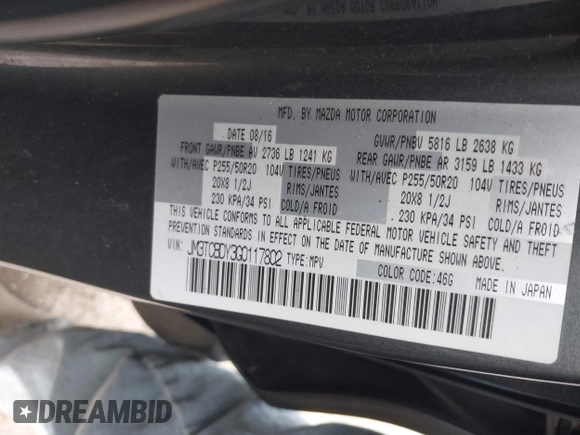 MFD. BY MAZDA MOTOR CORPORATION
DATE 08/16
GVWR/PNBV 5816 LB 2638 KG
FRONT GAWR/PNBE AV 2736 LB 1241 KG
REAR GAWR/PNBE AR 3159 LB 1433 KG
WITH/AVEC P255/50R20 104V TIRES/PNEUS
WITH/AVEC P255/50R20 104V TIRES/PNEUS
20X8 1/2J RIMS/JANTES
20X8 1/2J RIMS/JANTES
230 KPA/34 PSI COLD/A FROID
230 KPA/34 PSI COLD/A FROID
THIS VEHICLE CONFORMS TO ALL APPLICABLE FEDERAL MOTOR VEHICLE SAFETY AND THEFT
PREVENTION STANDARDS IN EFFECT ON THE DATE OF MANUFACTURE SHOWN ABOVE.
VIN: JM3TCBDY3G0117802 TYPE:MPV
COLOR CODE:46G MADE IN JAPAN
DREAMBID